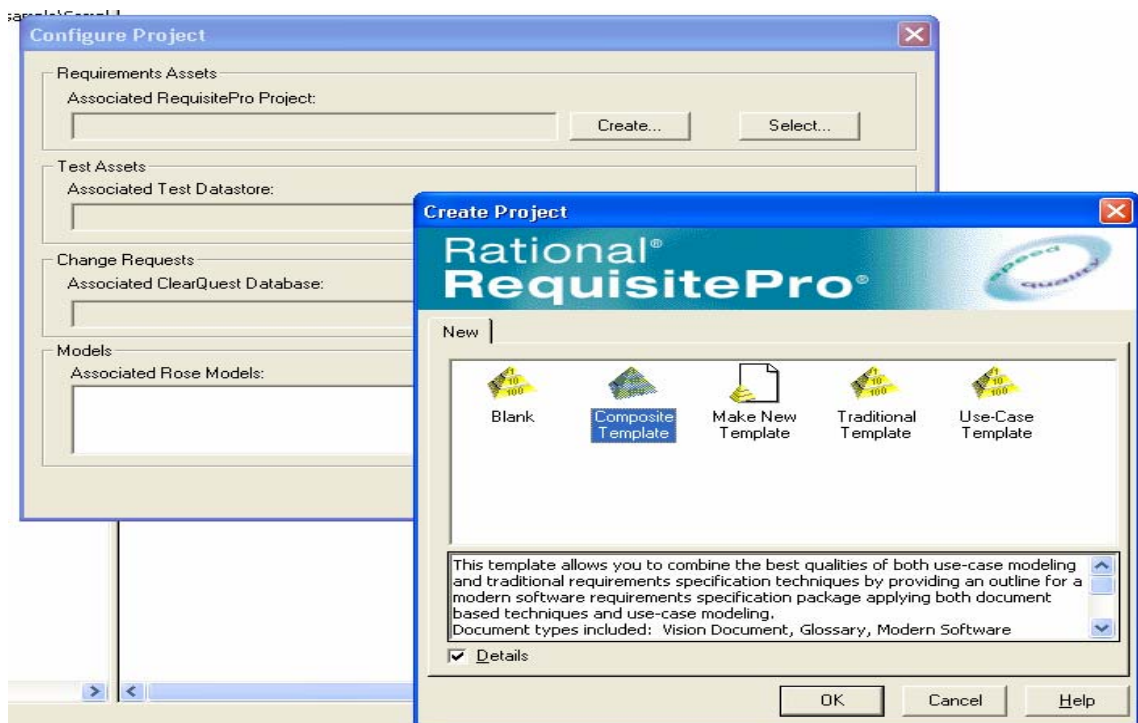 Configure Project
Requirements Assets
Associated RequisitePro Project:
Create...
Select...
Test Assets
Associated Test Datastore:
Change Requests
Associated ClearQuest Database:
Models
Associated Rose Models:
Create Project
Rational®
RequisitePro®
speed
quality
New
Blank
Composite
Template
Make New
Template
Traditional
Template
Use-Case
Template
This template allows you to combine the best qualities of both use-case modeling
and traditional requirements specification techniques by providing an outline for a
modern software requirements specification package applying both document
based techniques and use-case modeling.
Document types included: Vision Document, Glossary, Modern Software
Details
OK
Cancel
Help